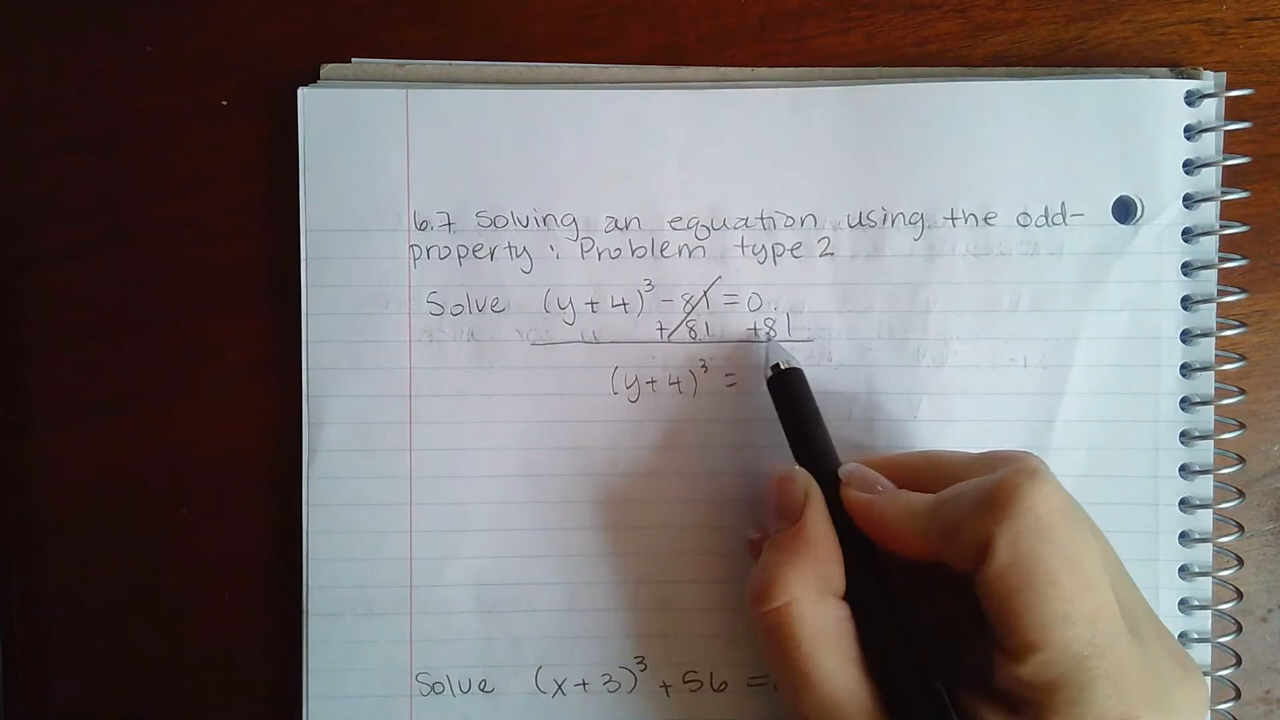 6.7 Solving an equation using the odd-
property: Problem type 2
Solve (y+4)³ - 81 = 0
+ 81 +81
(y+4)³ =
Solve (x+3)³ + 56 =